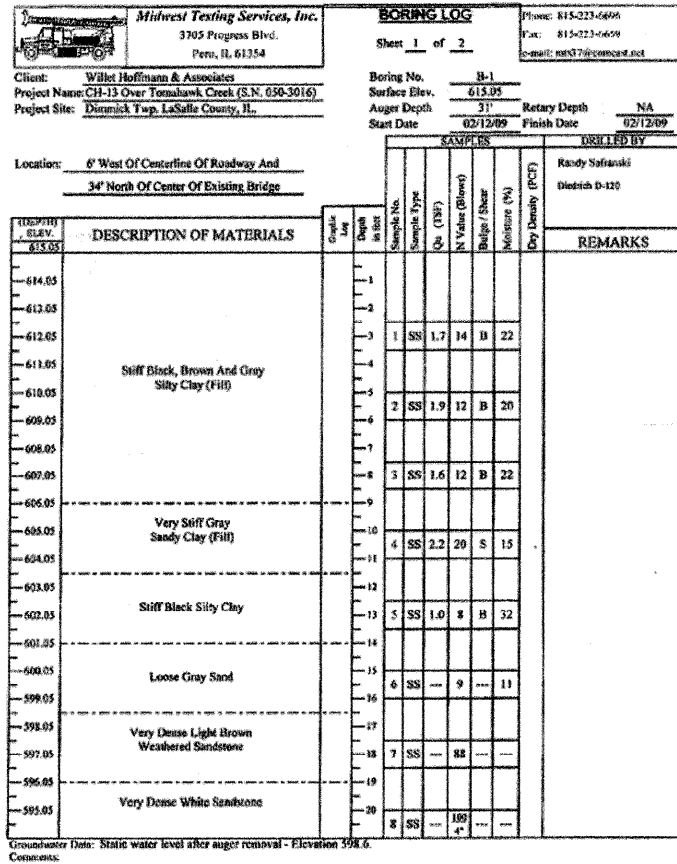 Midwest Testing Services, Inc.
3705 Progress Blvd.
Peru, IL 61354
BORING LOG
Sheet 1 of 2
Phone: 815-223-6696
Fax: 815-223-6659
e-mail: mts37@comcast.net
Client: Willet Hoffmann & Associates
Project Name: CH-13 Over Tomahawk Creek (S.N. 050-3016)
Project Site: Dimmick Twp. LaSalle County, IL.
Boring No. B-1
Surface Elev. 615.05
Auger Depth 31' Rotary Depth NA
Start Date 02/12/09 Finish Date 02/12/09
Location: 6' West Of Centerline Of Roadway And
34' North Of Center Of Existing Bridge
SAMPLES
DRILLED BY
Randy Safranski
Diedrich D-120
(DEPTH) ELEV. 615.05
DESCRIPTION OF MATERIALS
Graphic Log
Depth in feet
Sample No.
Sample Type
Qu (TSF)
N Value (Blows)
Bulge / Shear
Moisture (%)
Dry Density (PCF)
REMARKS
614.05 1
613.05 2
612.05 3 1 SS 1.7 14 B 22
611.05 4
Stiff Black, Brown And Gray
Silty Clay (Fill)
610.05 5
609.05 6 2 SS 1.9 12 B 20
608.05 7
607.05 8 3 SS 1.6 12 B 22
606.05 9
Very Stiff Gray
Sandy Clay (Fill)
605.05 10
604.05 11 4 SS 2.2 20 S 15
603.05 12
Stiff Black Silty Clay
602.05 13 5 SS 1.0 8 B 32
601.05 14
600.05 15
Loose Gray Sand
599.05 16 6 SS --- 9 --- 11
598.05 17
Very Dense Light Brown
Weathered Sandstone
597.05 18 7 SS --- 88 --- ---
596.05 19
Very Dense White Sandstone
595.05 20
8 SS --- 100 4" --- ---
Groundwater Data: Static water level after auger removal - Elevation 598.6.
Comments: